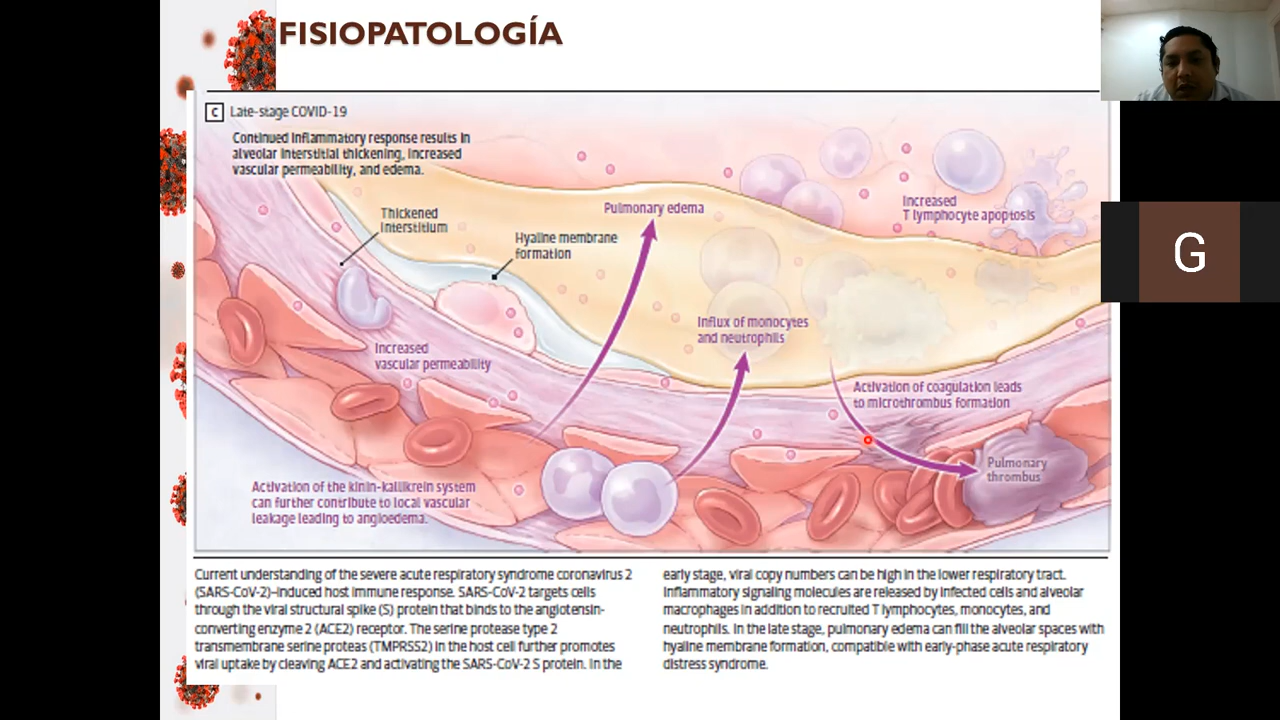 FISIOPATOLOGÍA
C Late-stage COVID-19
Continued inflammatory response results in
alveolar interstitial thickening, increased
vascular permeability, and edema.
Thickened
interstitium
Hyaline membrane
formation
Pulmonary edema
Increased
T lymphocyte apoptosis
G
Influx of monocytes
and neutrophils
Increased
vascular permeability
Activation of coagulation leads
to microthrombus formation
Pulmonary
thrombus
Activation of the kinin-kallikrein system
can further contribute to local vascular
leakage leading to angioedema.
Current understanding of the severe acute respiratory syndrome coronavirus 2
(SARS-CoV-2)–induced host immune response. SARS-CoV-2 targets cells
through the viral structural spike (S) protein that binds to the angiotensin-
converting enzyme 2 (ACE2) receptor. The serine protease type 2
transmembrane serine proteas (TMPRSS2) in the host cell further promotes
viral uptake by cleaving ACE2 and activating the SARS-CoV-2 S protein. In the
early stage, viral copy numbers can be high in the lower respiratory tract.
Inflammatory signaling molecules are released by infected cells and alveolar
macrophages in addition to recruited T lymphocytes, monocytes, and
neutrophils. In the late stage, pulmonary edema can fill the alveolar spaces with
hyaline membrane formation, compatible with early-phase acute respiratory
distress syndrome.